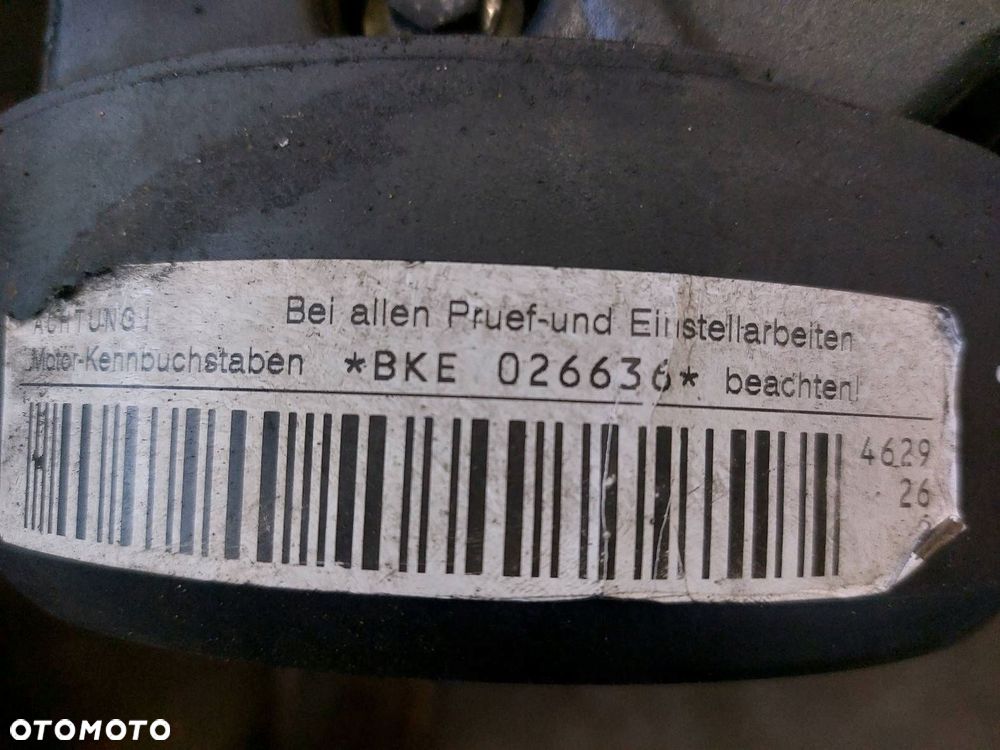 ACHTUNG! Bei allen Pruef-und Einstellarbeiten
Motor-Kennbuchstaben *BKE 026636* beachten!
4629
26
OTOMOTO